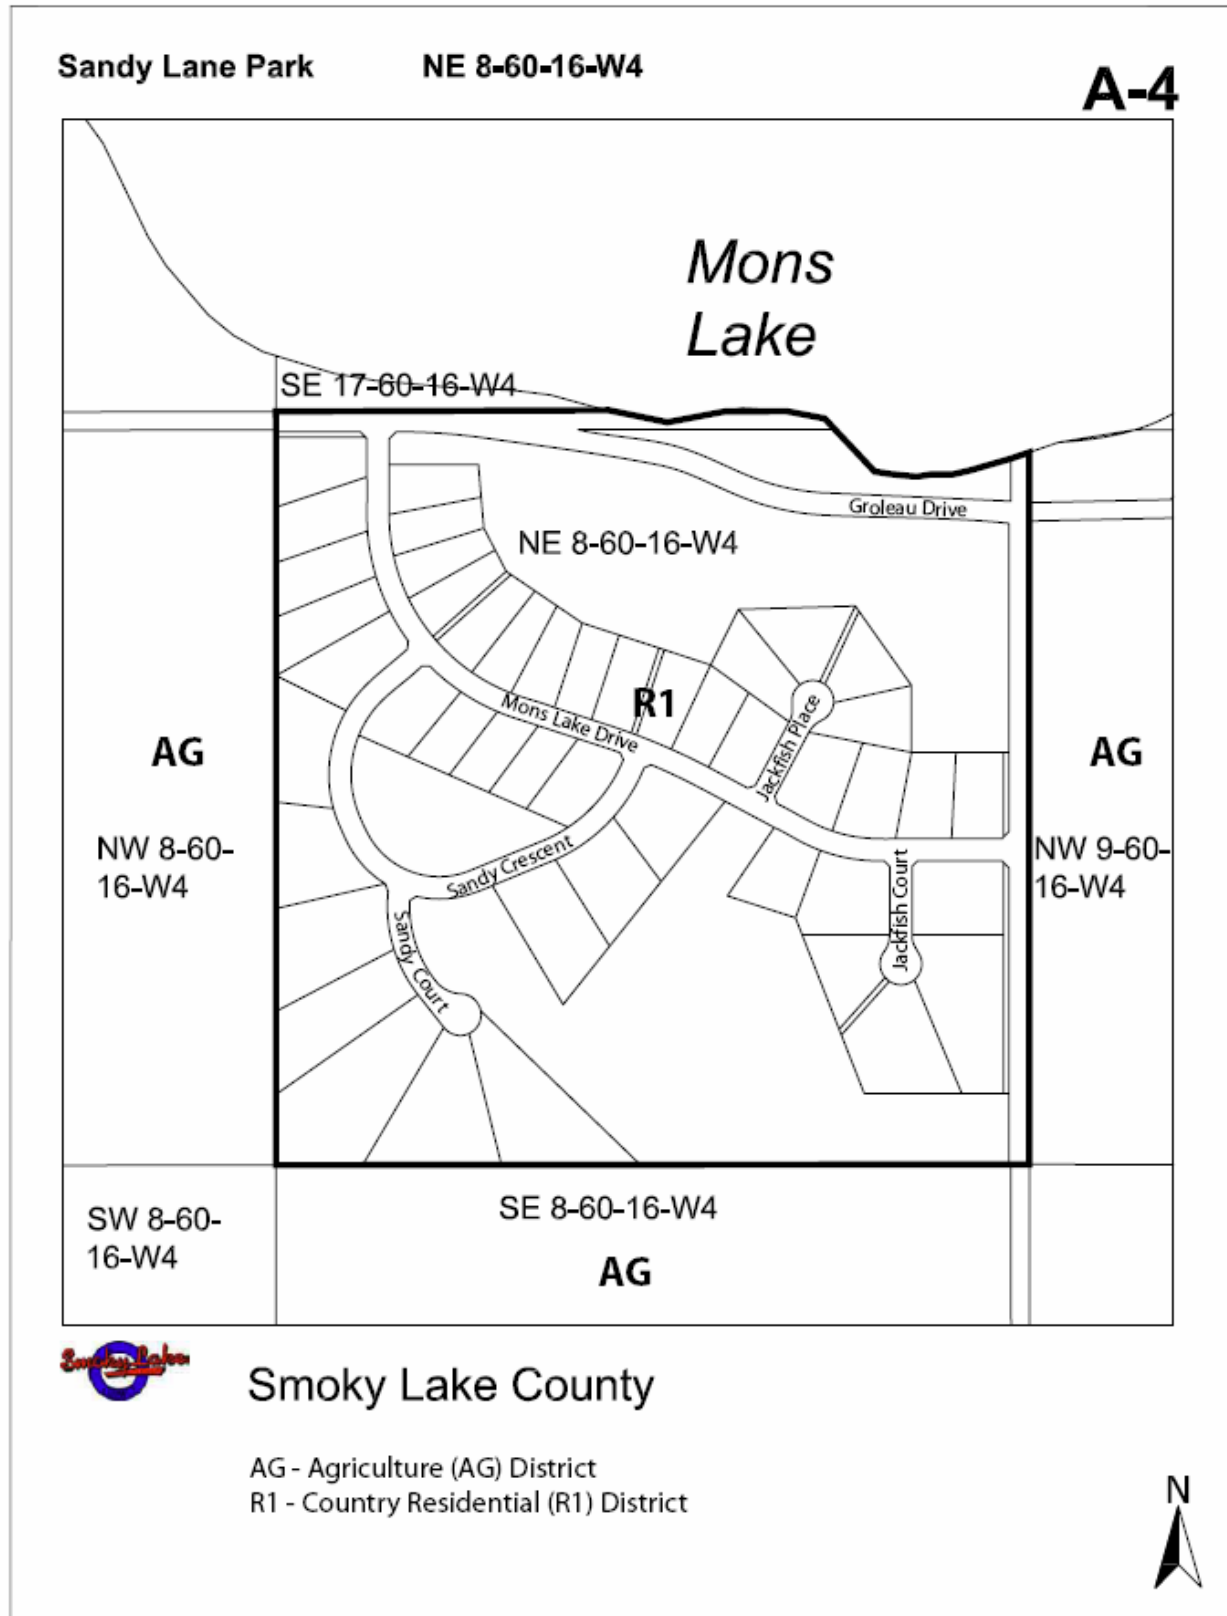 Sandy Lane Park NE 8-60-16-W4
A-4
Mons
Lake
SE 17-60-16-W4
Groleau Drive
NE 8-60-16-W4
R1
Mons Lake Drive
Jackfish Place
AG
AG
NW 8-60-
16-W4
NW 9-60-
16-W4
Sandy Crescent
Jackfish Court
Sandy Court
SW 8-60-
16-W4
SE 8-60-16-W4
AG
Smoky Lake
Smoky Lake County
AG - Agriculture (AG) District
R1 - Country Residential (R1) District
N